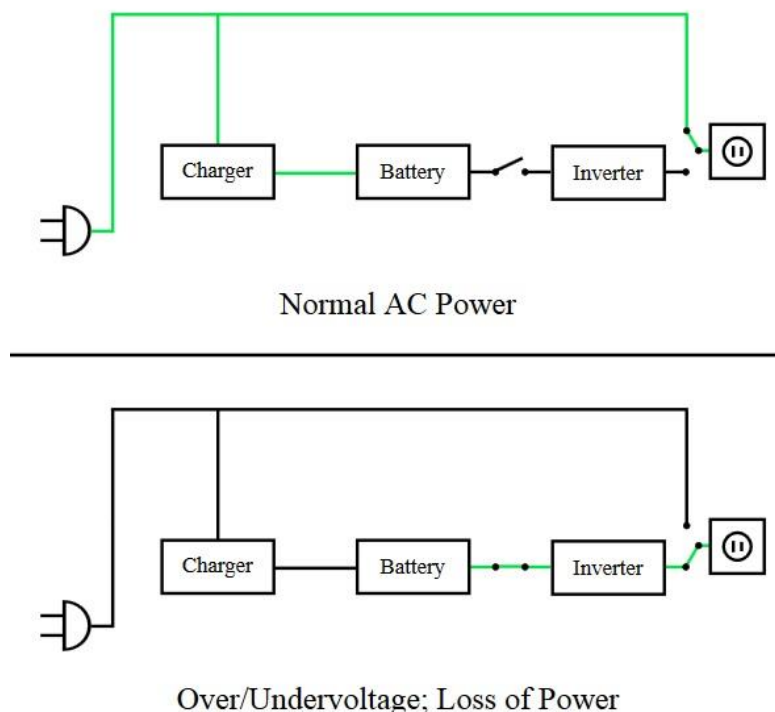 Charger
Battery
Inverter
Normal AC Power
Charger
Battery
Inverter
Over/Undervoltage; Loss of Power